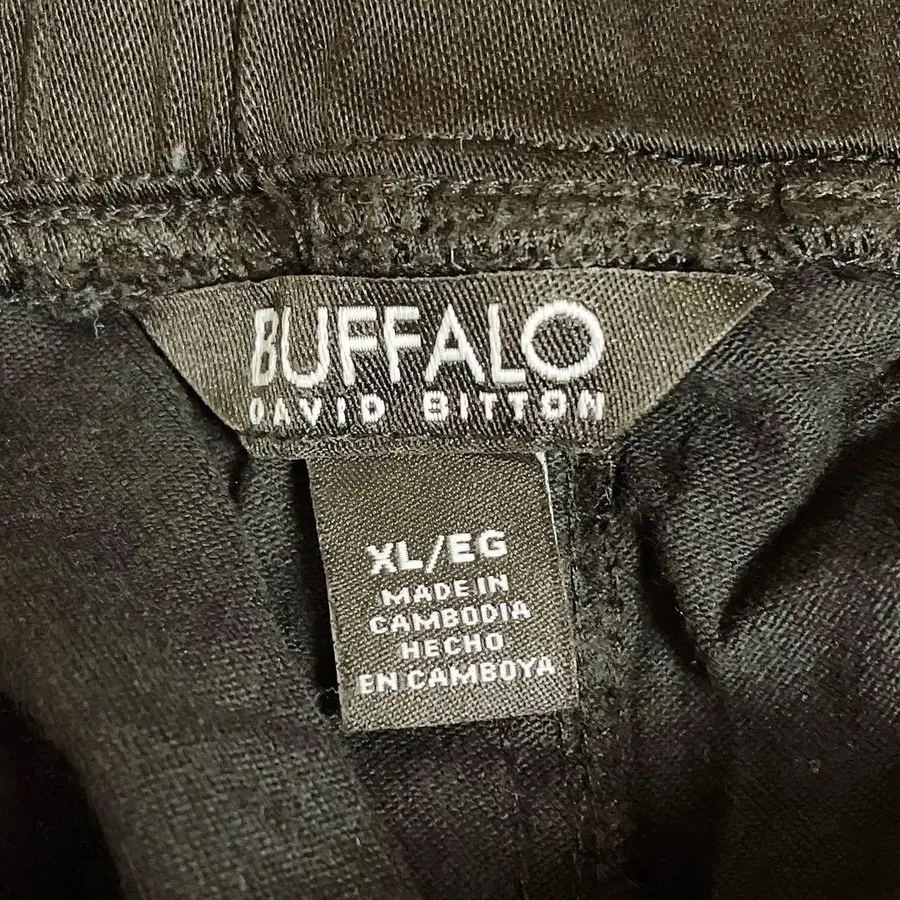 BUFFALO
DAVID BITTON
XL/EG
MADE IN
CAMBODIA
HECHO
EN CAMBOYA